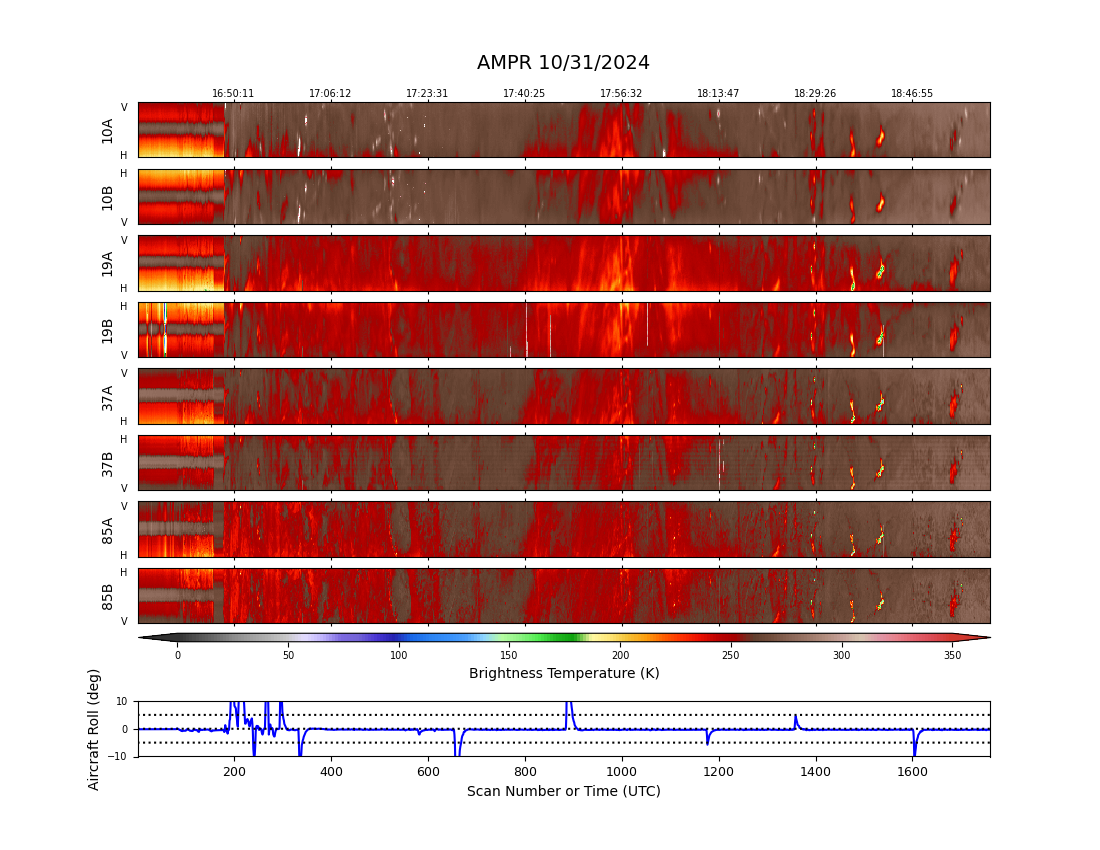 AMPR 10/31/2024
16:50:11 17:06:12 17:23:31 17:40:25 17:56:32 18:13:47 18:29:26 18:46:55
V
10A
H
H
10B
V
V
19A
H
H
19B
V
V
37A
H
H
37B
V
V
85A
H
H
85B
V
0 50 100 150 200 250 300 350
Brightness Temperature (K)
Aircraft Roll (deg)
10
0
−10
200 400 600 800 1000 1200 1400 1600
Scan Number or Time (UTC)